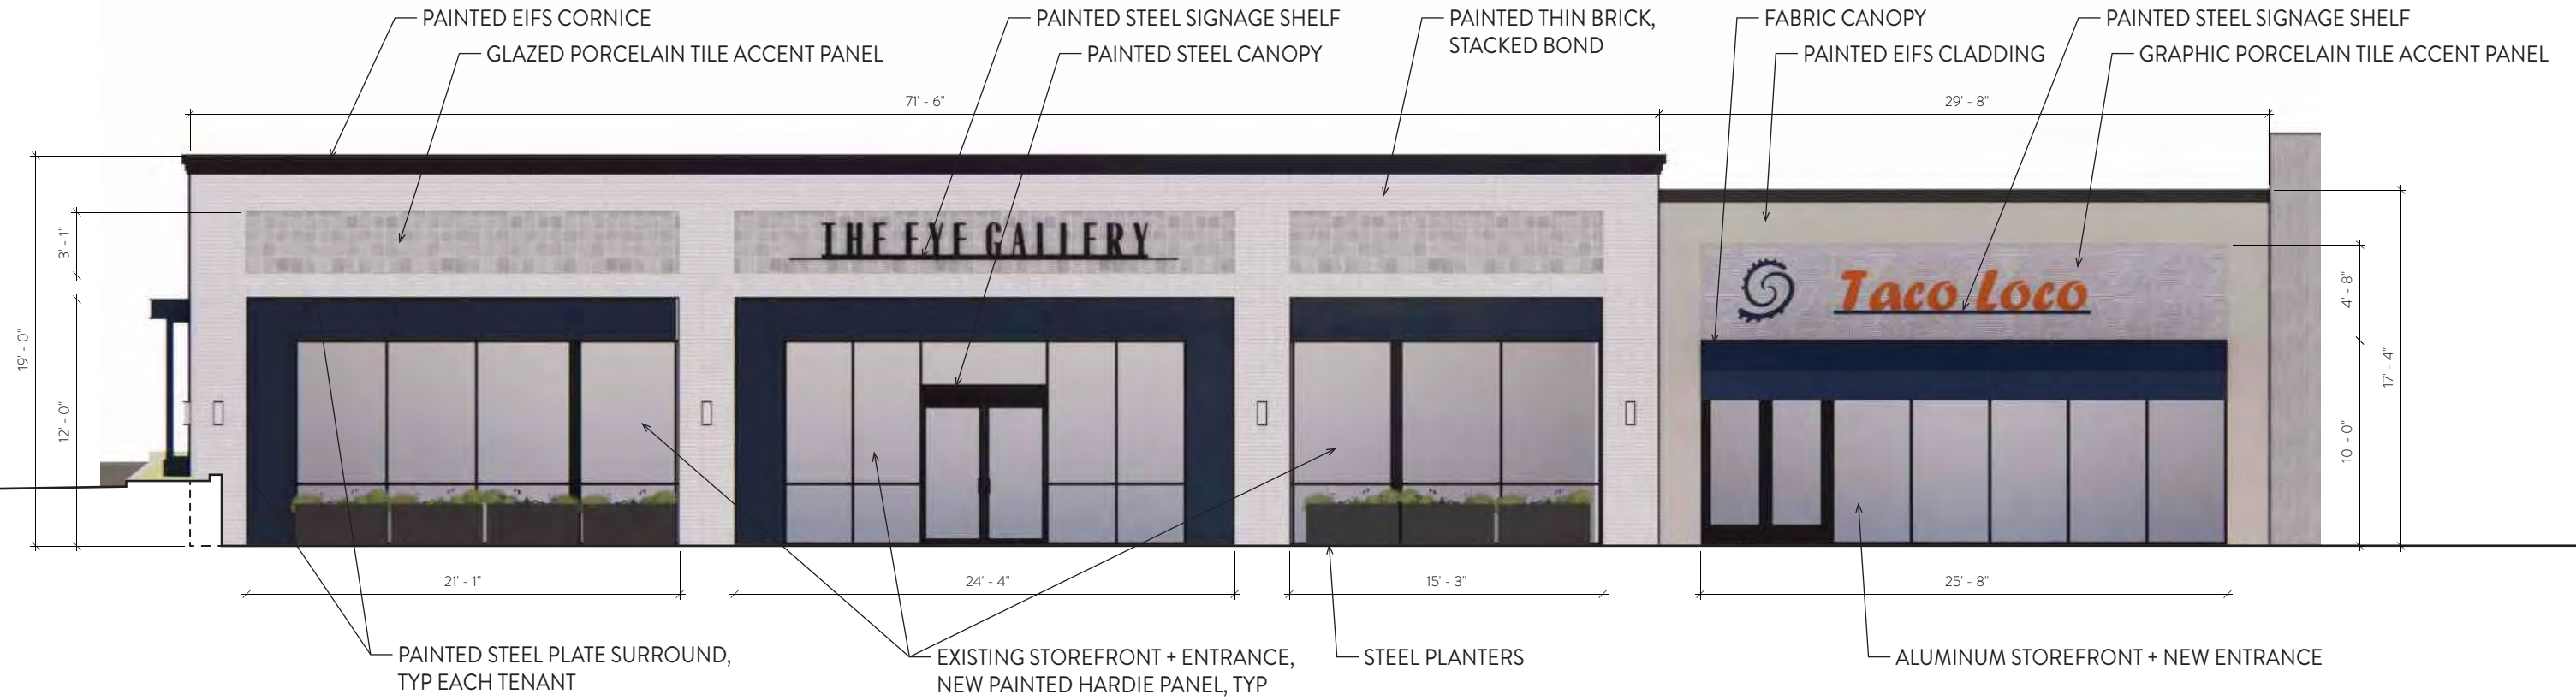 PAINTED EIFS CORNICE
GLAZED PORCELAIN TILE ACCENT PANEL
PAINTED STEEL SIGNAGE SHELF
PAINTED STEEL CANOPY
PAINTED THIN BRICK,
STACKED BOND
FABRIC CANOPY
PAINTED EIFS CLADDING
PAINTED STEEL SIGNAGE SHELF
GRAPHIC PORCELAIN TILE ACCENT PANEL
71' - 6"
29' - 8"
19' - 0"
3' - 1"
12' - 0"
THE EYE GALLERY
Taco Loco
4' - 8"
17' - 4"
10' - 0"
21' - 1"
24' - 4"
15' - 3"
25' - 8"
PAINTED STEEL PLATE SURROUND,
TYP EACH TENANT
EXISTING STOREFRONT + ENTRANCE,
NEW PAINTED HARDIE PANEL, TYP
STEEL PLANTERS
ALUMINUM STOREFRONT + NEW ENTRANCE